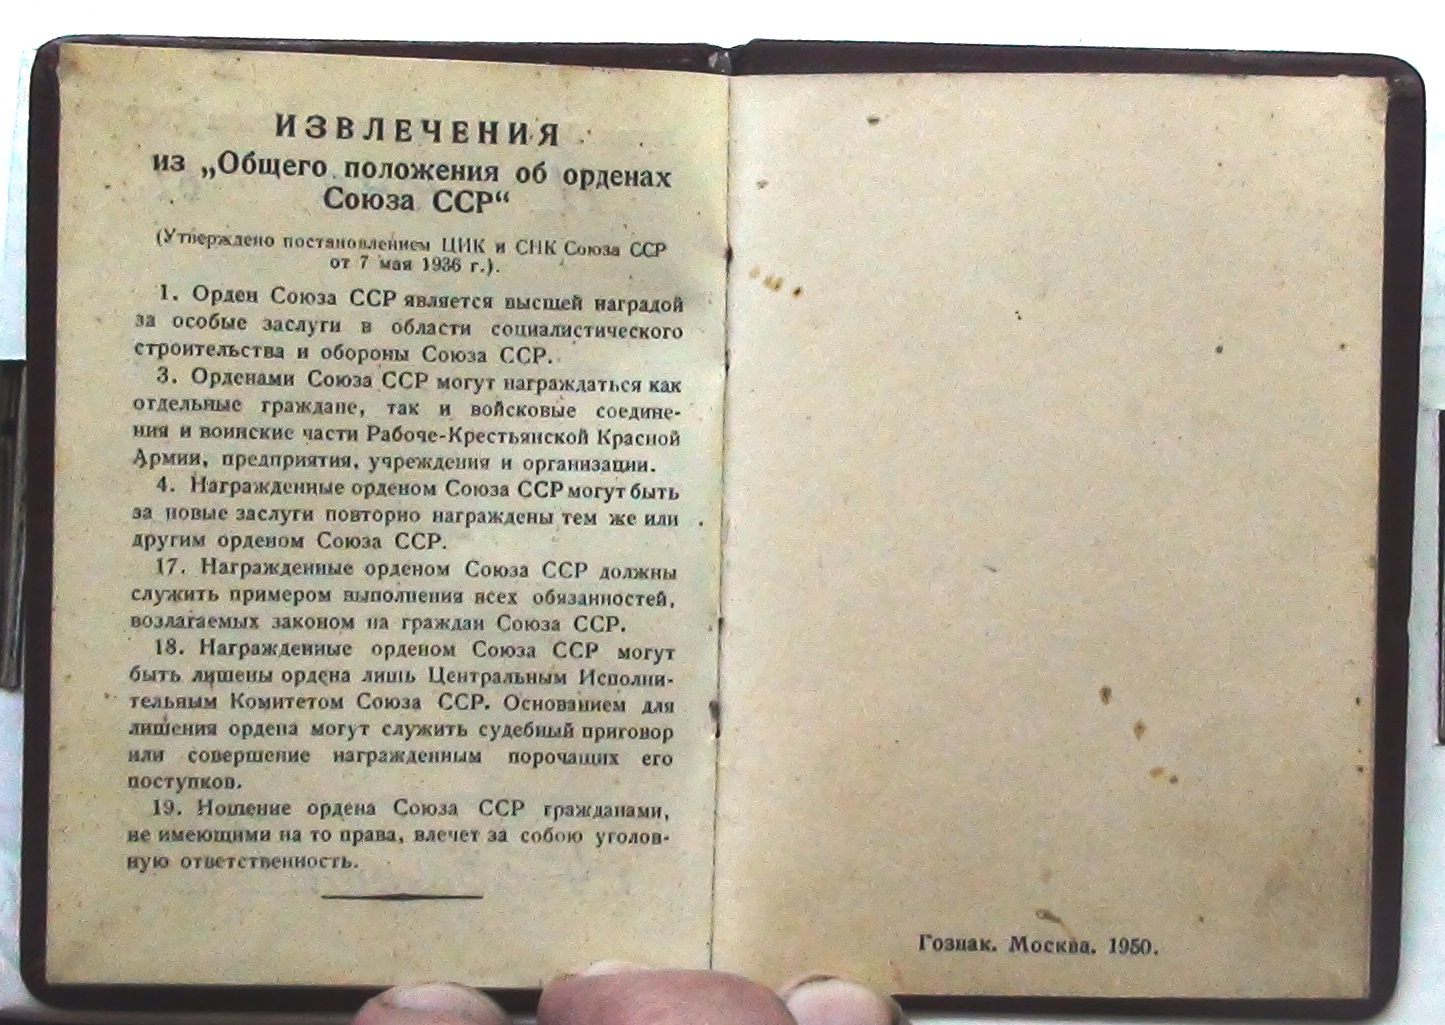 ИЗВЛЕЧЕНИЯ
из „Общего положения об орденах
Союза ССР“
(Утверждено постановлением ЦИК и СНК Союза ССР
от 7 мая 1936 г.).
1. Орден Союза ССР является высшей наградой
за особые заслуги в области социалистического
строительства и обороны Союза ССР.
3. Орденами Союза ССР могут награждаться как
отдельные граждане, так и войсковые соедине-
ния и воинские части Рабоче-Крестьянской Красной
Армии, предприятия, учреждения и организации.
4. Награжденные орденом Союза ССР могут быть
за новые заслуги повторно награждены тем же или
другим орденом Союза ССР.
17. Награжденные орденом Союза ССР должны
служить примером выполнения всех обязанностей,
возлагаемых законом на граждан Союза ССР.
18. Награжденные орденом Союза ССР могут
быть лишены ордена лишь Центральным Исполни-
тельным Комитетом Союза ССР. Основанием для
лишения ордена могут служить судебный приговор
или совершение награжденным порочащих его
поступков.
19. Ношение ордена Союза ССР гражданами,
не имеющими на то права, влечет за собою уголов-
ную ответственность.
Гознак. Москва. 1950.